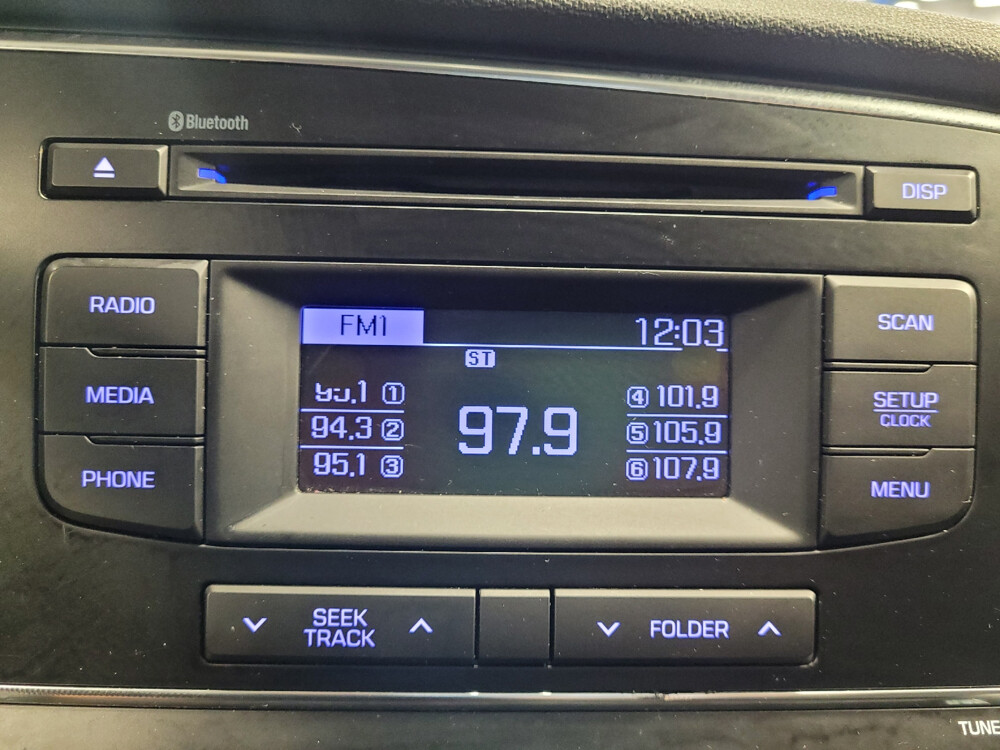 Bluetooth
DISP
RADIO
MEDIA
PHONE
FM1
12:03
ST
1
94.3 2
95.1 3
97.9
4 101.9
5 105.9
6 107.9
SCAN
SETUP
CLOCK
MENU
SEEK
TRACK
FOLDER
TUNE